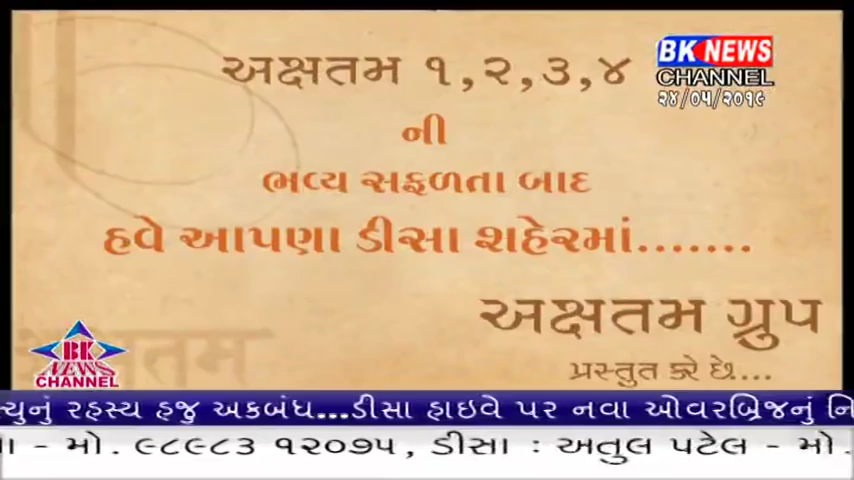 અક્ષતમ ૧,૨,૩,૪
BK NEWS
CHANNEL
૨૪/૦૫/૨૦૧૯
ની
ભવ્ય સફળતા બાદ
હવે આપણા ડીસા શહેરમાં.......
અક્ષતમ ગ્રુપ
પ્રસ્તુત કરે છે...
BK
NEWS
CHANNEL
ત્યુનું રહસ્ય હજુ અકબંધ...ડીસા હાઇવે પર નવા ઓવરબ્રિજનું નિ
- મો. ૯૮૯૮૩ ૧૨૦૭૫, ડીસા : અતુલ પટેલ - મો.